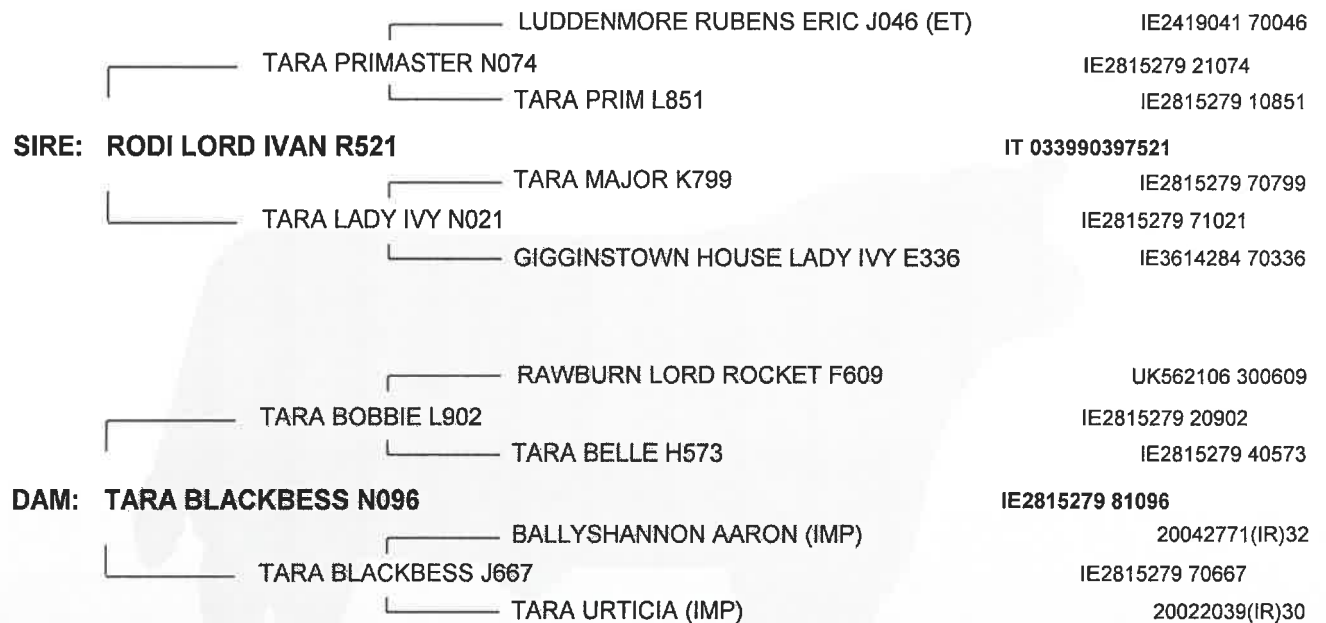 LUDDENMORE RUBENS ERIC J046 (ET) IE2419041 70046
TARA PRIMASTER N074 IE2815279 21074
TARA PRIM L851 IE2815279 10851
SIRE: RODI LORD IVAN R521 IT 033990397521
TARA MAJOR K799 IE2815279 70799
TARA LADY IVY N021 IE2815279 71021
GIGGINSTOWN HOUSE LADY IVY E336 IE3614284 70336
RAWBURN LORD ROCKET F609 UK562106 300609
TARA BOBBIE L902 IE2815279 20902
TARA BELLE H573 IE2815279 40573
DAM: TARA BLACKBESS N096 IE2815279 81096
BALLYSHANNON AARON (IMP) 20042771(IR)32
TARA BLACKBESS J667 IE2815279 70667
TARA URTICIA (IMP) 20022039(IR)30